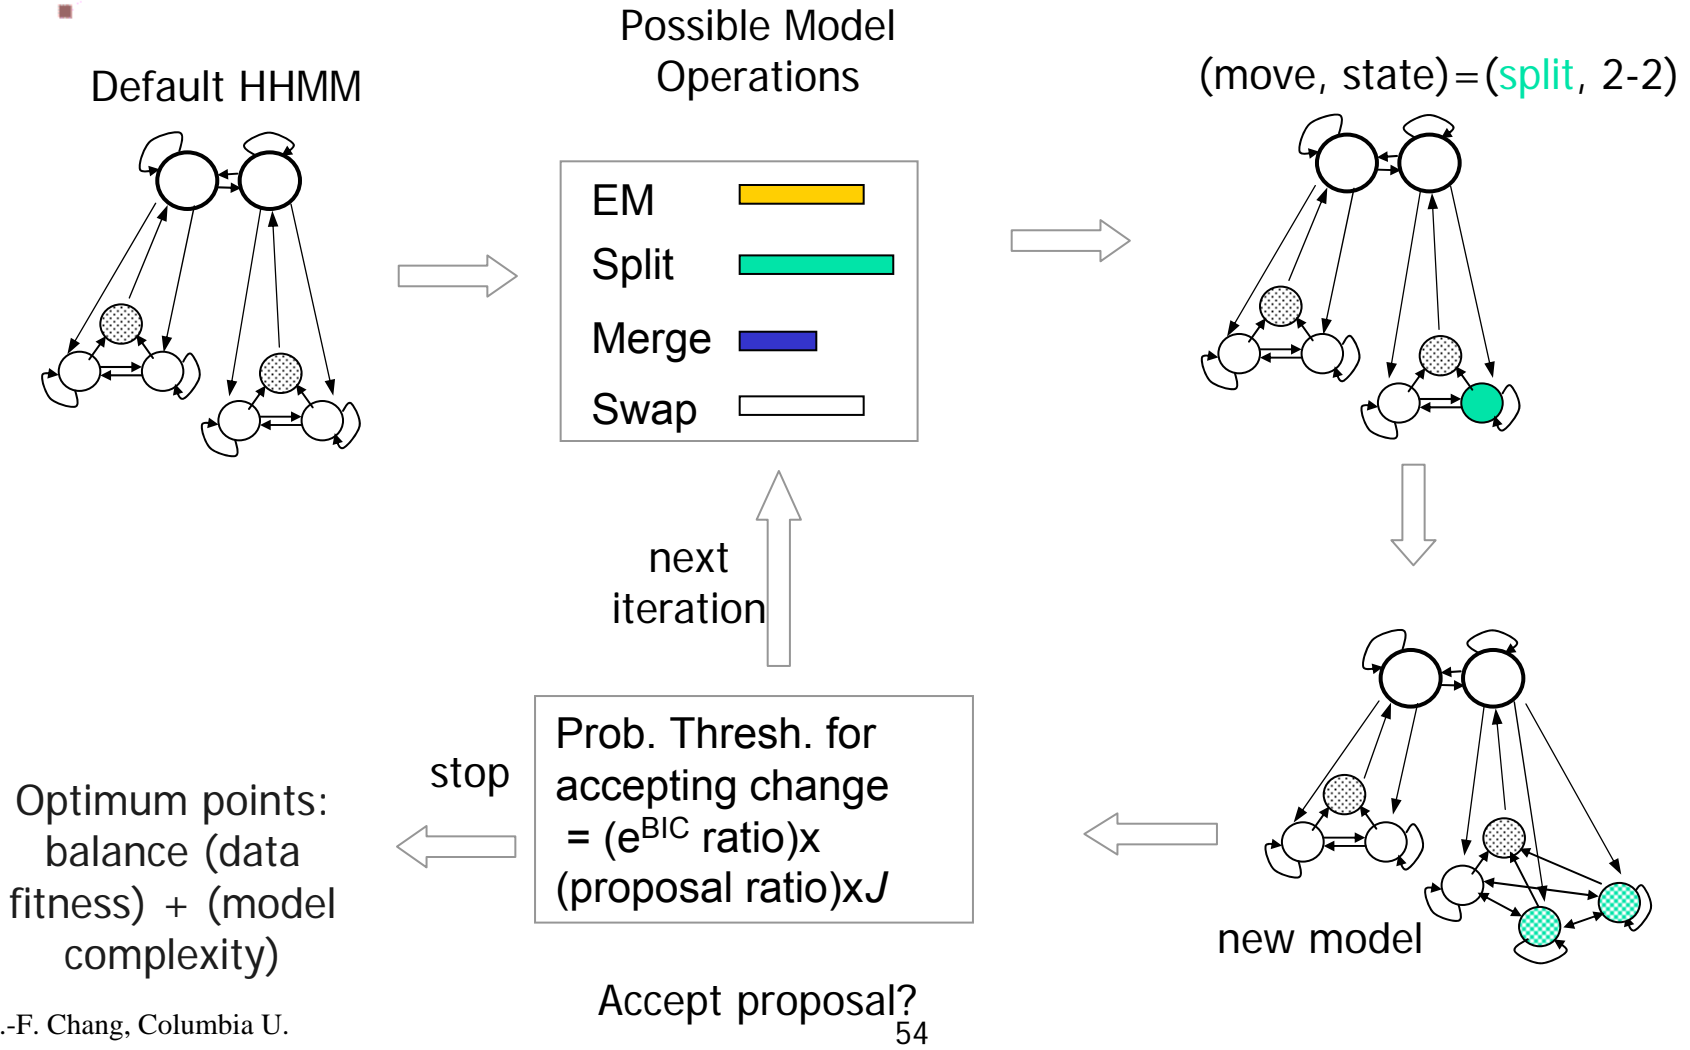 Possible Model
Operations
Default HHMM
(move, state)=(split, 2-2)
EM
Split
Merge
Swap
next
iteration
Prob. Thresh. for
accepting change
= (e^BIC ratio)x
(proposal ratio)xJ
stop
Optimum points:
balance (data
fitness) + (model
complexity)
new model
Accept proposal?
.-F. Chang, Columbia U.
54